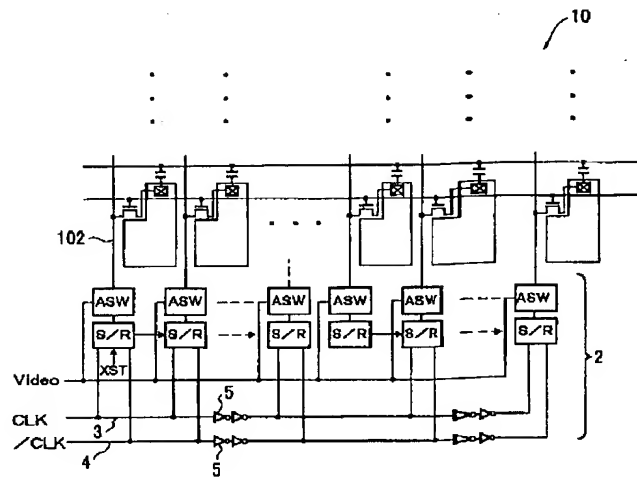 10
102
ASW ASW ASW ASW ASW ASW
S/R S/R S/R S/R S/R S/R
2
XST
Video
5
CLK
3
/CLK
4
5